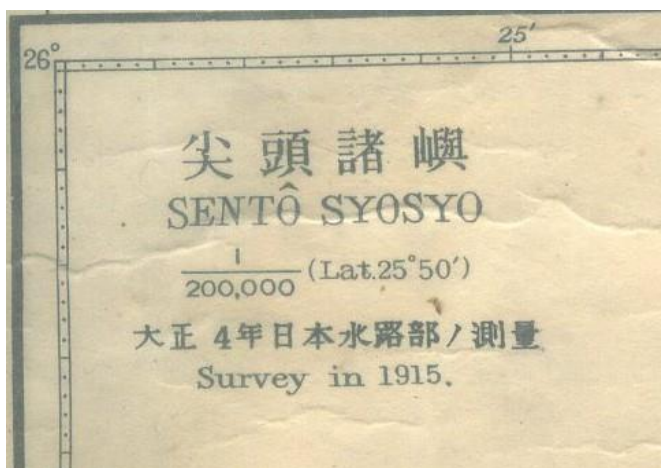 25′
26°
尖頭諸嶼
SENTÔ SYOSYO
1/200,000 (Lat.25°50′)
大正4年日本水路部ノ測量
Survey in 1915.